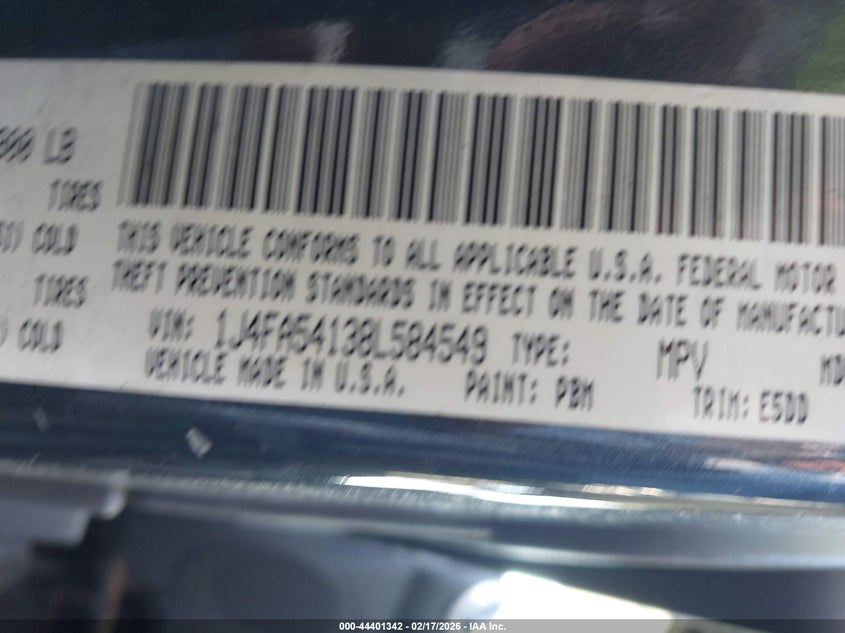 LB
TIRES
COLD
TIRES
COLD
THIS VEHICLE CONFORMS TO ALL APPLICABLE U.S.A. FEDERAL MOTOR
THEFT PREVENTION STANDARDS IN EFFECT ON THE DATE OF MANUFACTU
VIN: 1J4FA54138L584549 TYPE: MPV MD
VEHICLE MADE IN U.S.A. PAINT: PBM TRIM: E5DD
000-44401342 - 02/17/2026 - IAA Inc.